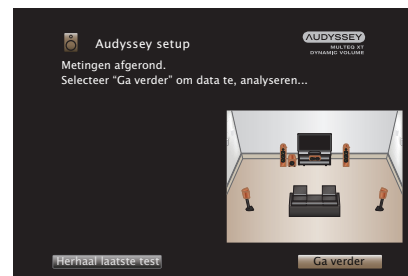 Audyssey setup
AUDYSSEY
MULTEQ XT
DYNAMIC VOLUME
Metingen afgerond.
Selecteer “Ga verder” om data te, analyseren...
Herhaal laatste test
Ga verder